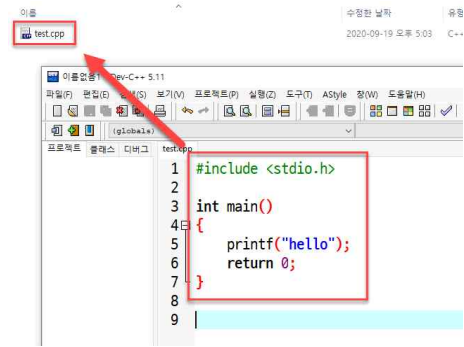 이름
수정한 날짜
유형
test.cpp
2020-09-19 오후 5:03
C++
이름없음1 Dev-C++ 5.11
파일(F) 편집(E) 보기(V) 프로젝트(P) 실행(Z) 도구(T) AStyle 창(W) 도움말(H)
(globals)
프로젝트 클래스 디버그 test.cpp
1 #include <stdio.h>
2
3 int main()
4 {
5 printf("hello");
6 return 0;
7 }
8
9